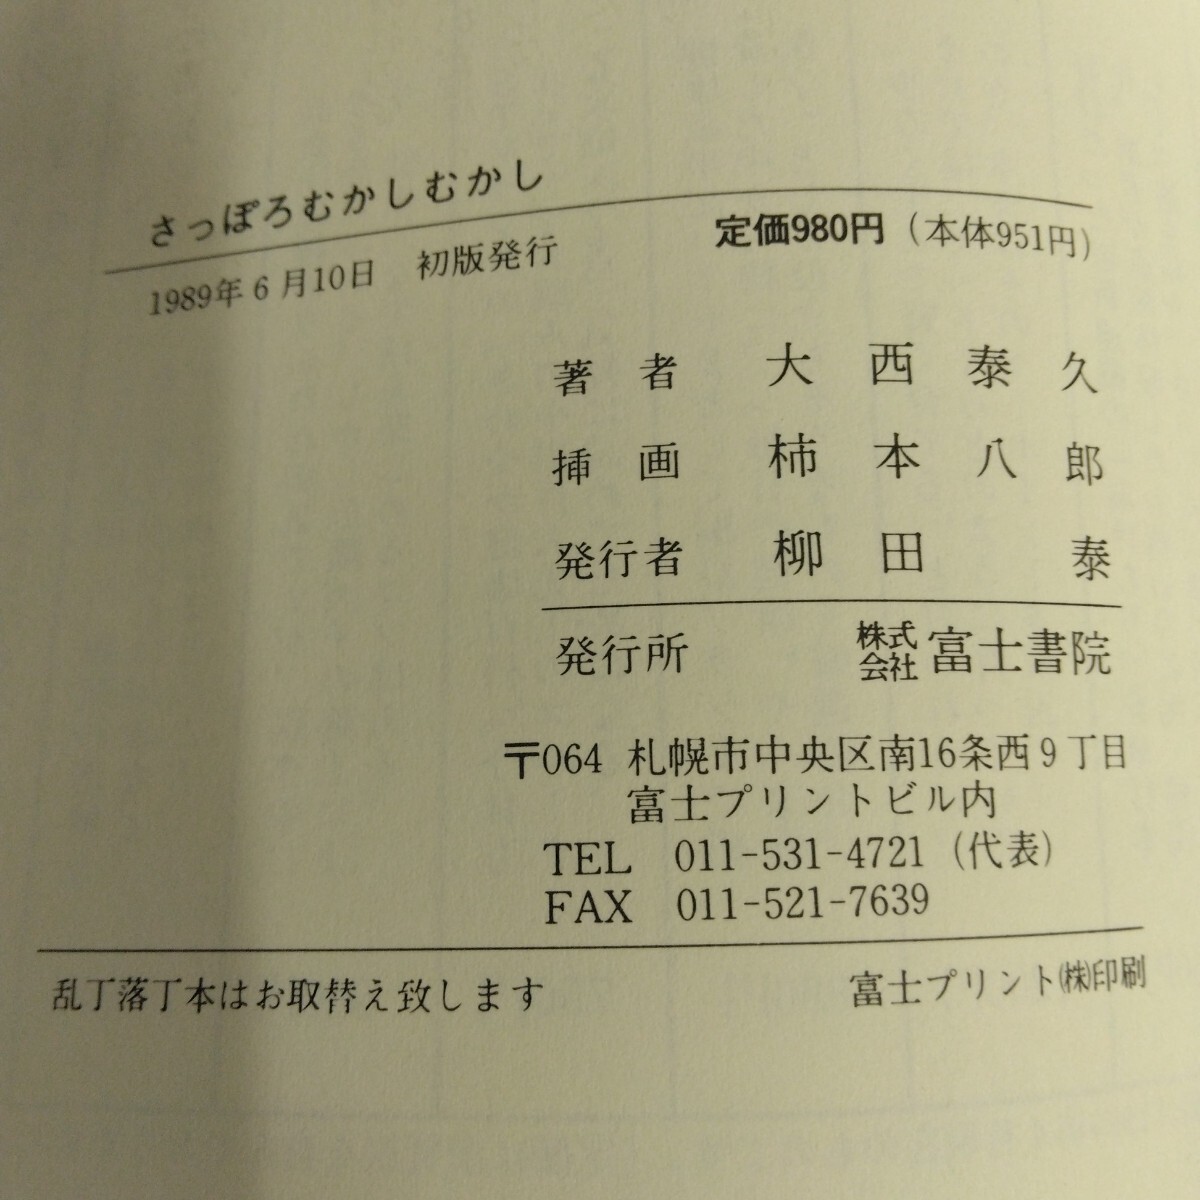 さっぽろむかしむかし
1989年6月10日　初版発行
定価980円（本体951円）
著者　大西泰久
挿画　柿本八郎
発行者　柳田　泰
発行所　株式会社 富士書院
〒064 札幌市中央区南16条西9丁目
富士プリントビル内
TEL　011-531-4721（代表）
FAX　011-521-7639
乱丁落丁本はお取替え致します
富士プリント㈱印刷